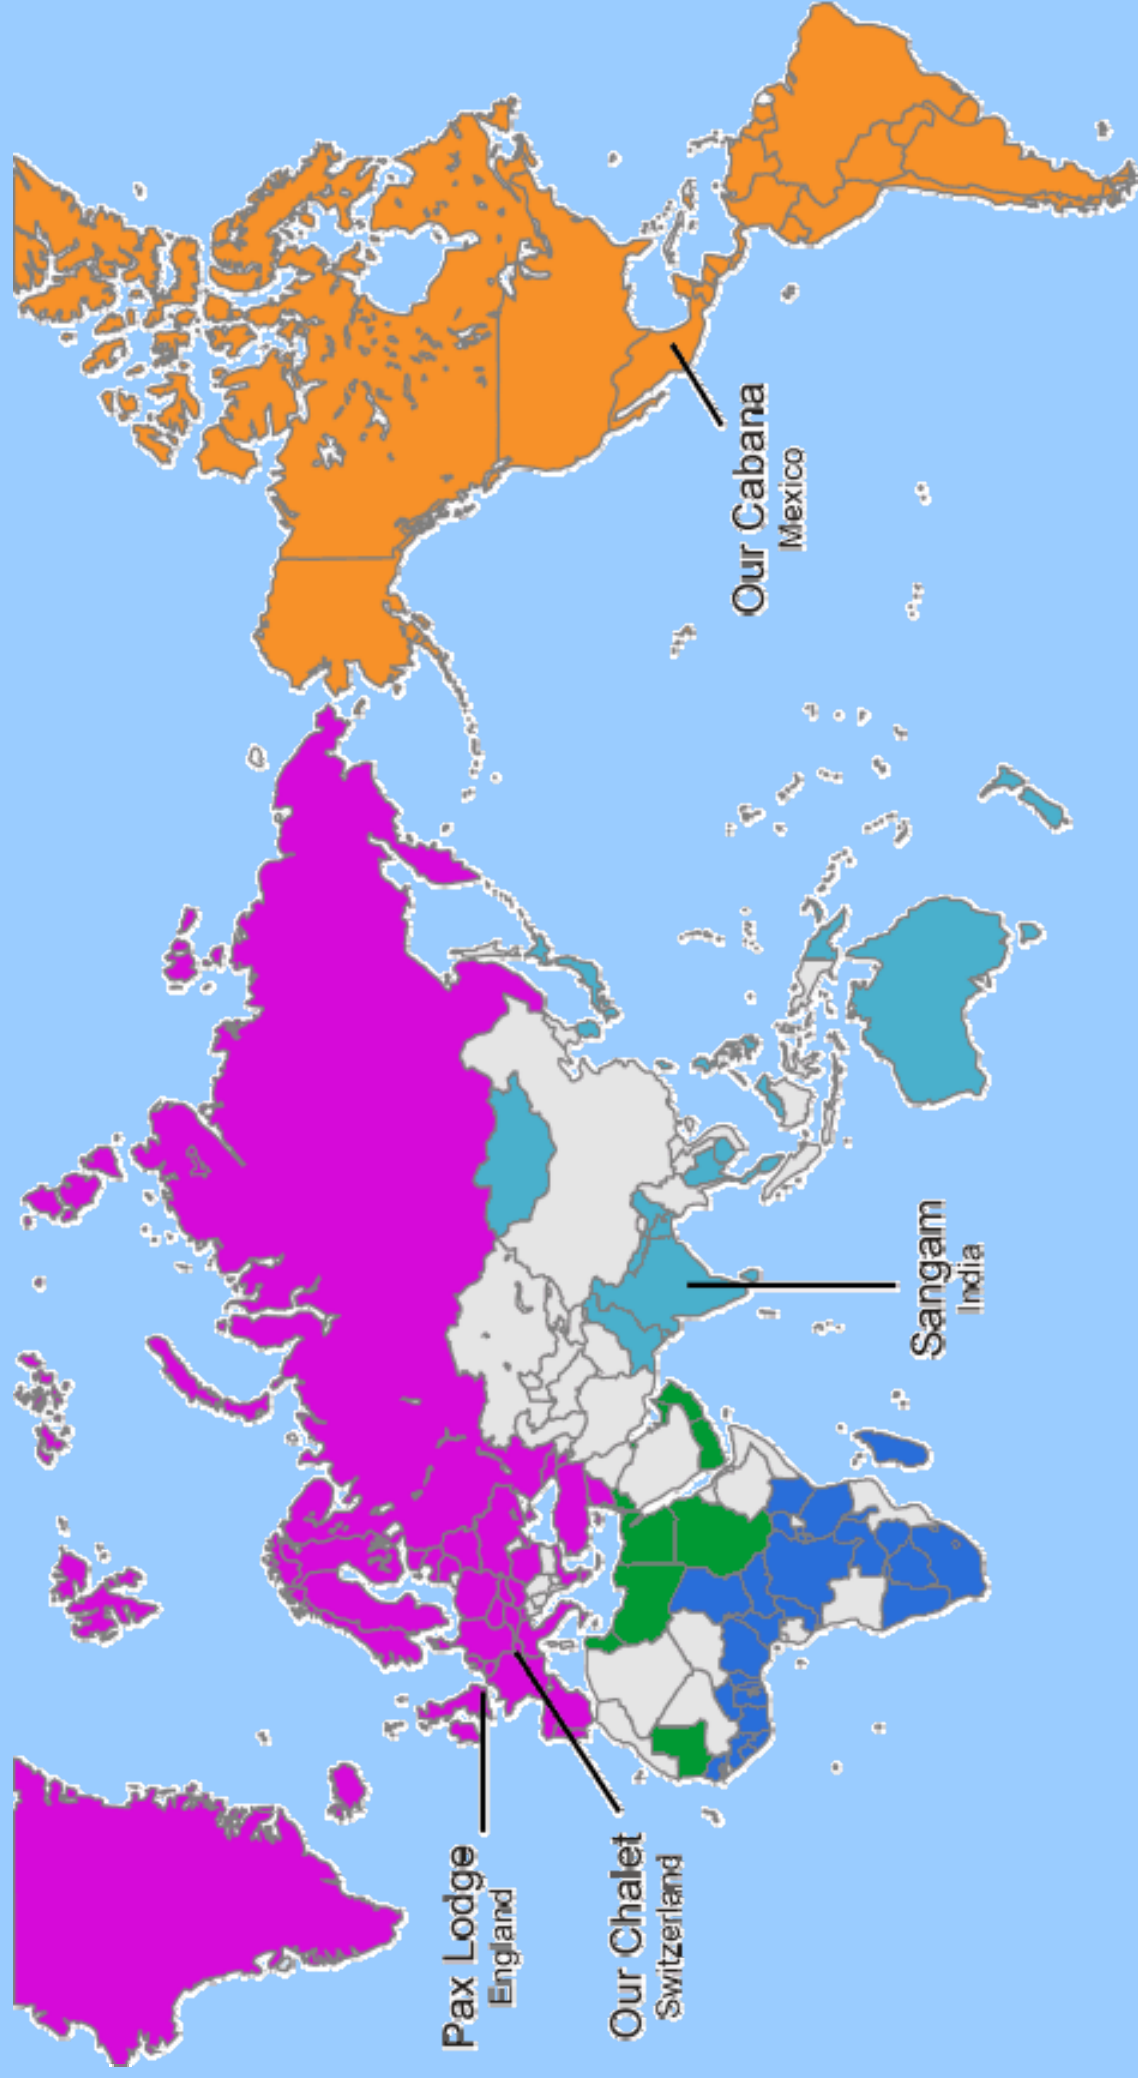 Pax Lodge
England
Our Chalet
Switzerland
Sangam
India
Our Cabana
Mexico